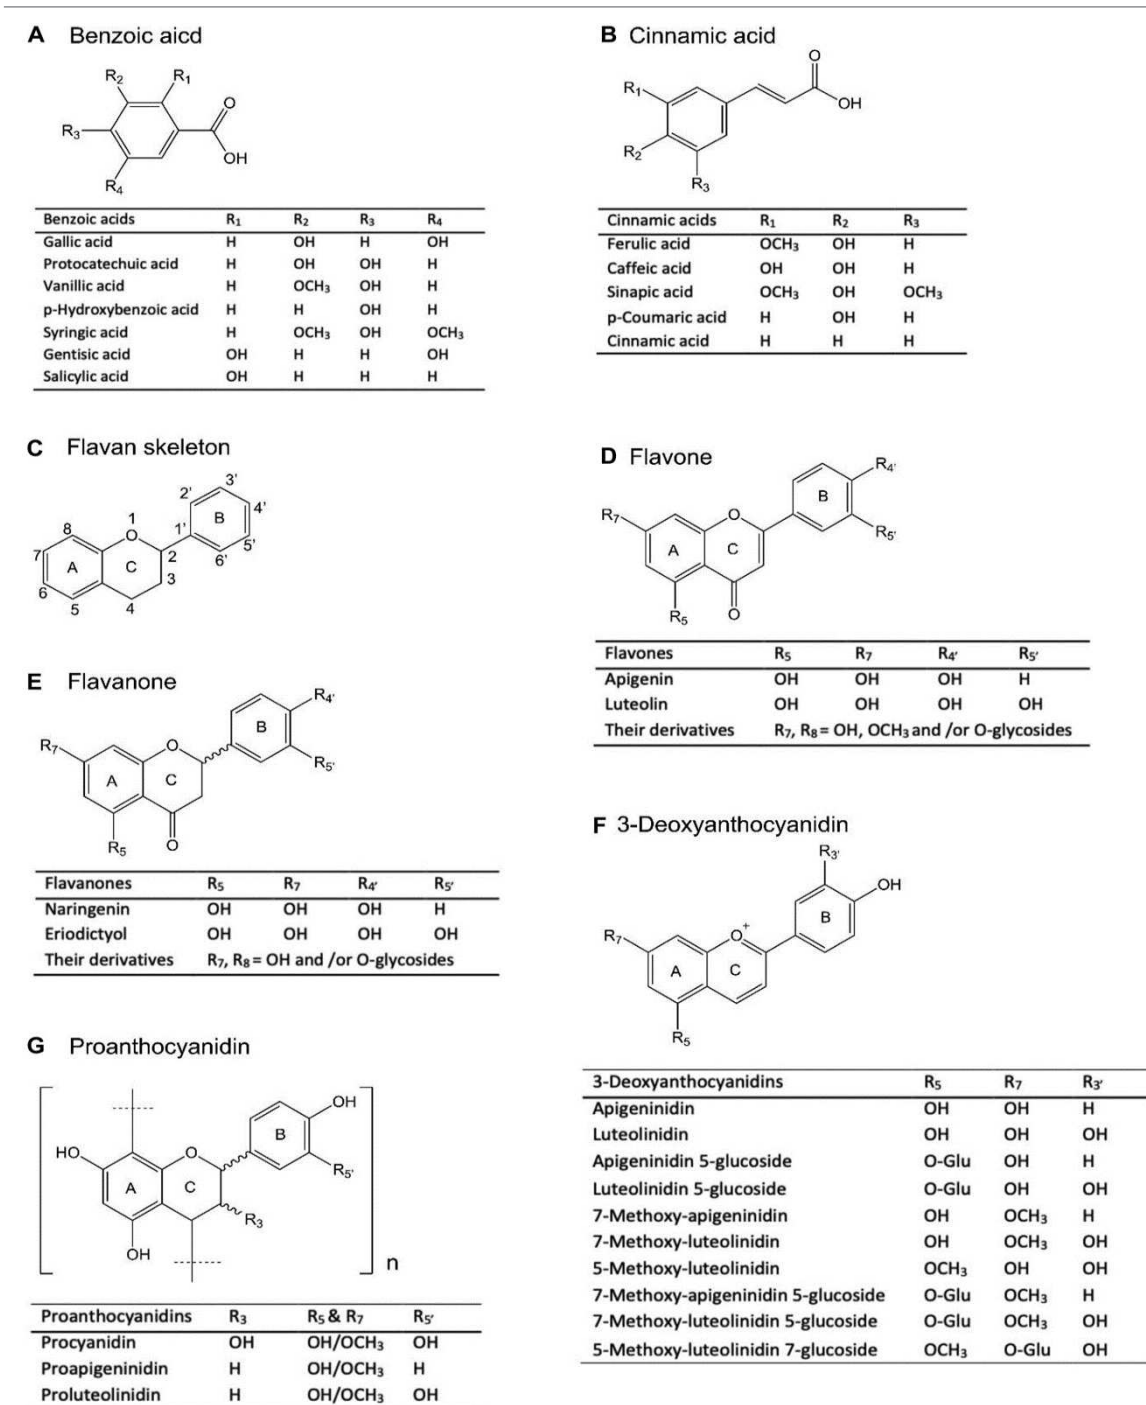 A Benzoic aicd
R₂ R₁
O
R₃
OH
R₄
Benzoic acids R₁ R₂ R₃ R₄
Gallic acid H OH H OH
Protocatechuic acid H OH OH H
Vanillic acid H OCH₃ OH H
p-Hydroxybenzoic acid H H OH H
Syringic acid H OCH₃ OH OCH₃
Gentisic acid OH H H OH
Salicylic acid OH H H H
B Cinnamic acid
O
R₁
OH
R₂
R₃
Cinnamic acids R₁ R₂ R₃
Ferulic acid OCH₃ OH H
Caffeic acid OH OH H
Sinapic acid OCH₃ OH OCH₃
p-Coumaric acid H OH H
Cinnamic acid H H H
C Flavan skeleton
3'
2'
4'
1 B
8 1'
O 5'
7 2 6'
A C
3
6
5 4
D Flavone
R₄'
B
R₇ O
R₅'
A C
R₅ O
Flavones R₅ R₇ R₄' R₅'
Apigenin OH OH OH H
Luteolin OH OH OH OH
Their derivatives R₇, R₈ = OH, OCH₃ and /or O-glycosides
E Flavanone
R₄'
B
R₇ O
R₅'
A C
R₅ O
Flavanones R₅ R₇ R₄' R₅'
Naringenin OH OH OH H
Eriodictyol OH OH OH OH
Their derivatives R₇, R₈ = OH and /or O-glycosides
F 3-Deoxyanthocyanidin
R₃'
OH
B
R₇ O⁺
A C
R₅
3-Deoxyanthocyanidins R₅ R₇ R₃'
Apigeninidin OH OH H
Luteolinidin OH OH OH
Apigeninidin 5-glucoside O-Glu OH H
Luteolinidin 5-glucoside O-Glu OH OH
7-Methoxy-apigeninidin OH OCH₃ H
7-Methoxy-luteolinidin OH OCH₃ OH
5-Methoxy-luteolinidin OCH₃ OH OH
7-Methoxy-apigeninidin 5-glucoside O-Glu OCH₃ H
7-Methoxy-luteolinidin 5-glucoside O-Glu OCH₃ OH
5-Methoxy-luteolinidin 7-glucoside OCH₃ O-Glu OH
G Proanthocyanidin
OH
B
HO O
R₅'
A C
R₃
OH
n
Proanthocyanidins R₃ R₅ & R₇ R₅'
Procyanidin OH OH/OCH₃ OH
Proapigeninidin H OH/OCH₃ H
Proluteolinidin H OH/OCH₃ OH